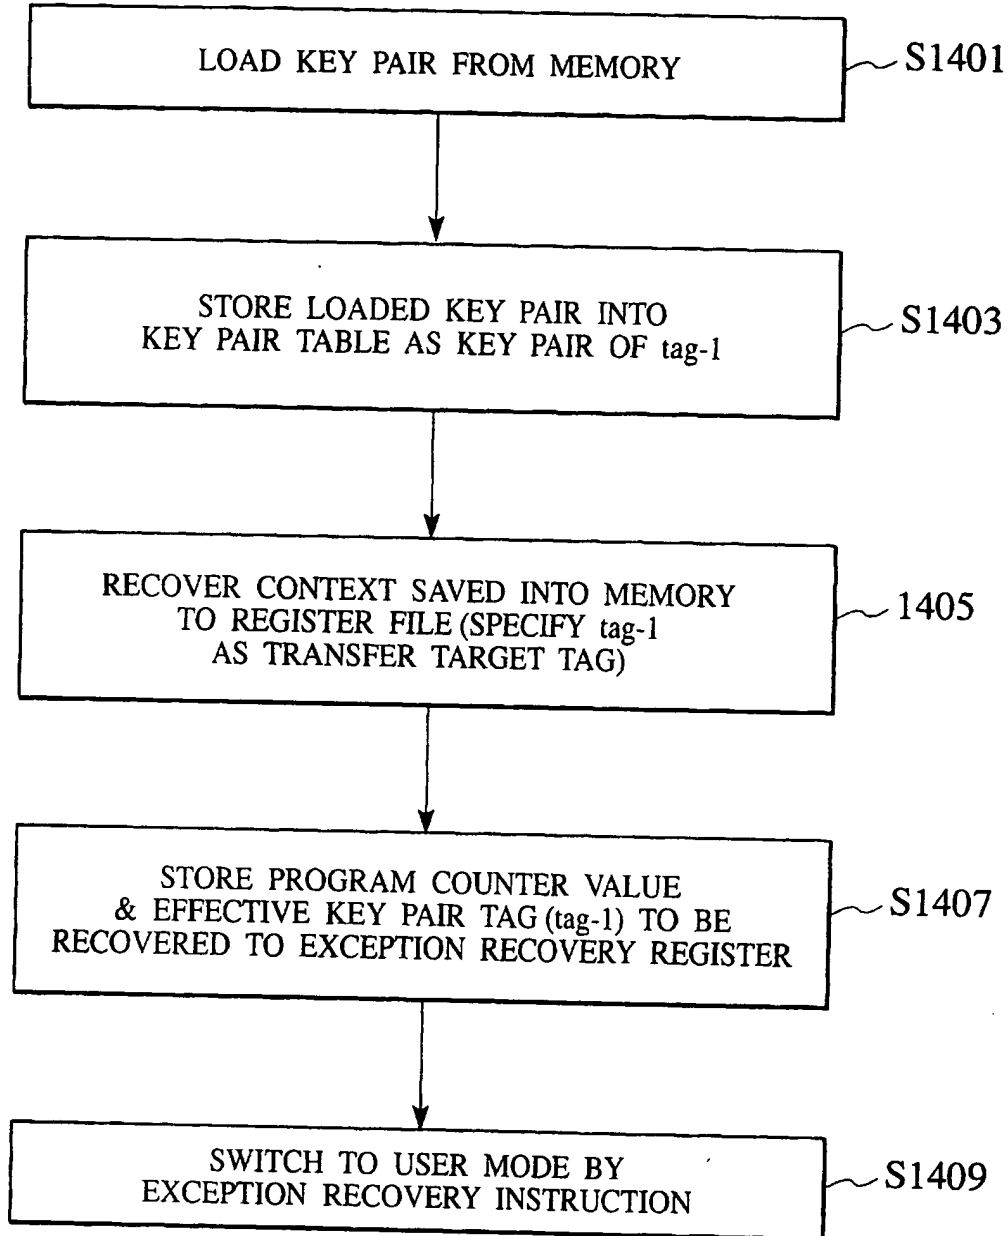 LOAD KEY PAIR FROM MEMORY
S1401
STORE LOADED KEY PAIR INTO
KEY PAIR TABLE AS KEY PAIR OF tag-1
S1403
RECOVER CONTEXT SAVED INTO MEMORY
TO REGISTER FILE (SPECIFY tag-1
AS TRANSFER TARGET TAG)
1405
STORE PROGRAM COUNTER VALUE
& EFFECTIVE KEY PAIR TAG (tag-1) TO BE
RECOVERED TO EXCEPTION RECOVERY REGISTER
S1407
SWITCH TO USER MODE BY
EXCEPTION RECOVERY INSTRUCTION
S1409